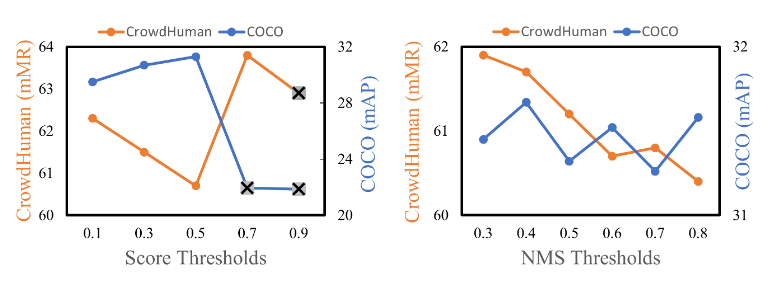 CrowdHuman COCO
CrowdHuman (mMR)
64
63
62
61
60
32
28
24
20
COCO (mAP)
0.1 0.3 0.5 0.7 0.9
Score Thresholds
CrowdHuman COCO
CrowdHuman (mMR)
62
61
60
32
31
COCO (mAP)
0.3 0.4 0.5 0.6 0.7 0.8
NMS Thresholds